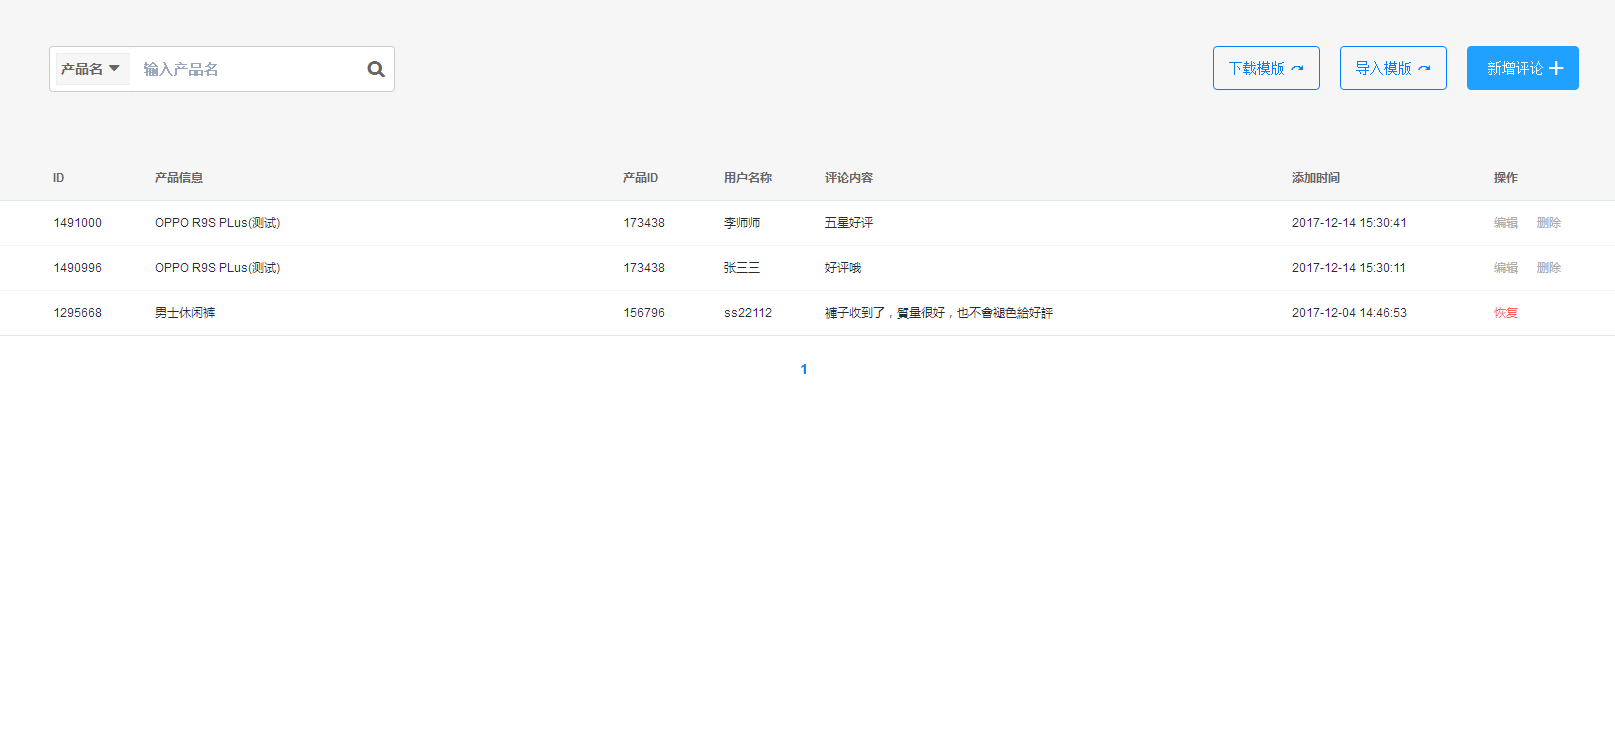 产品名 输入产品名 下载模版 导入模版 新增评论
ID 产品信息 产品ID 用户名称 评论内容 添加时间 操作
1491000 OPPO R9S PLus(测试) 173438 李师师 五星好评 2017-12-14 15:30:41 编辑 删除
1490996 OPPO R9S PLus(测试) 173438 张三三 好评哦 2017-12-14 15:30:11 编辑 删除
1295668 男士休闲裤 156796 ss22112 褲子收到了，質量很好，也不會褪色給好評 2017-12-04 14:46:53 恢复
1